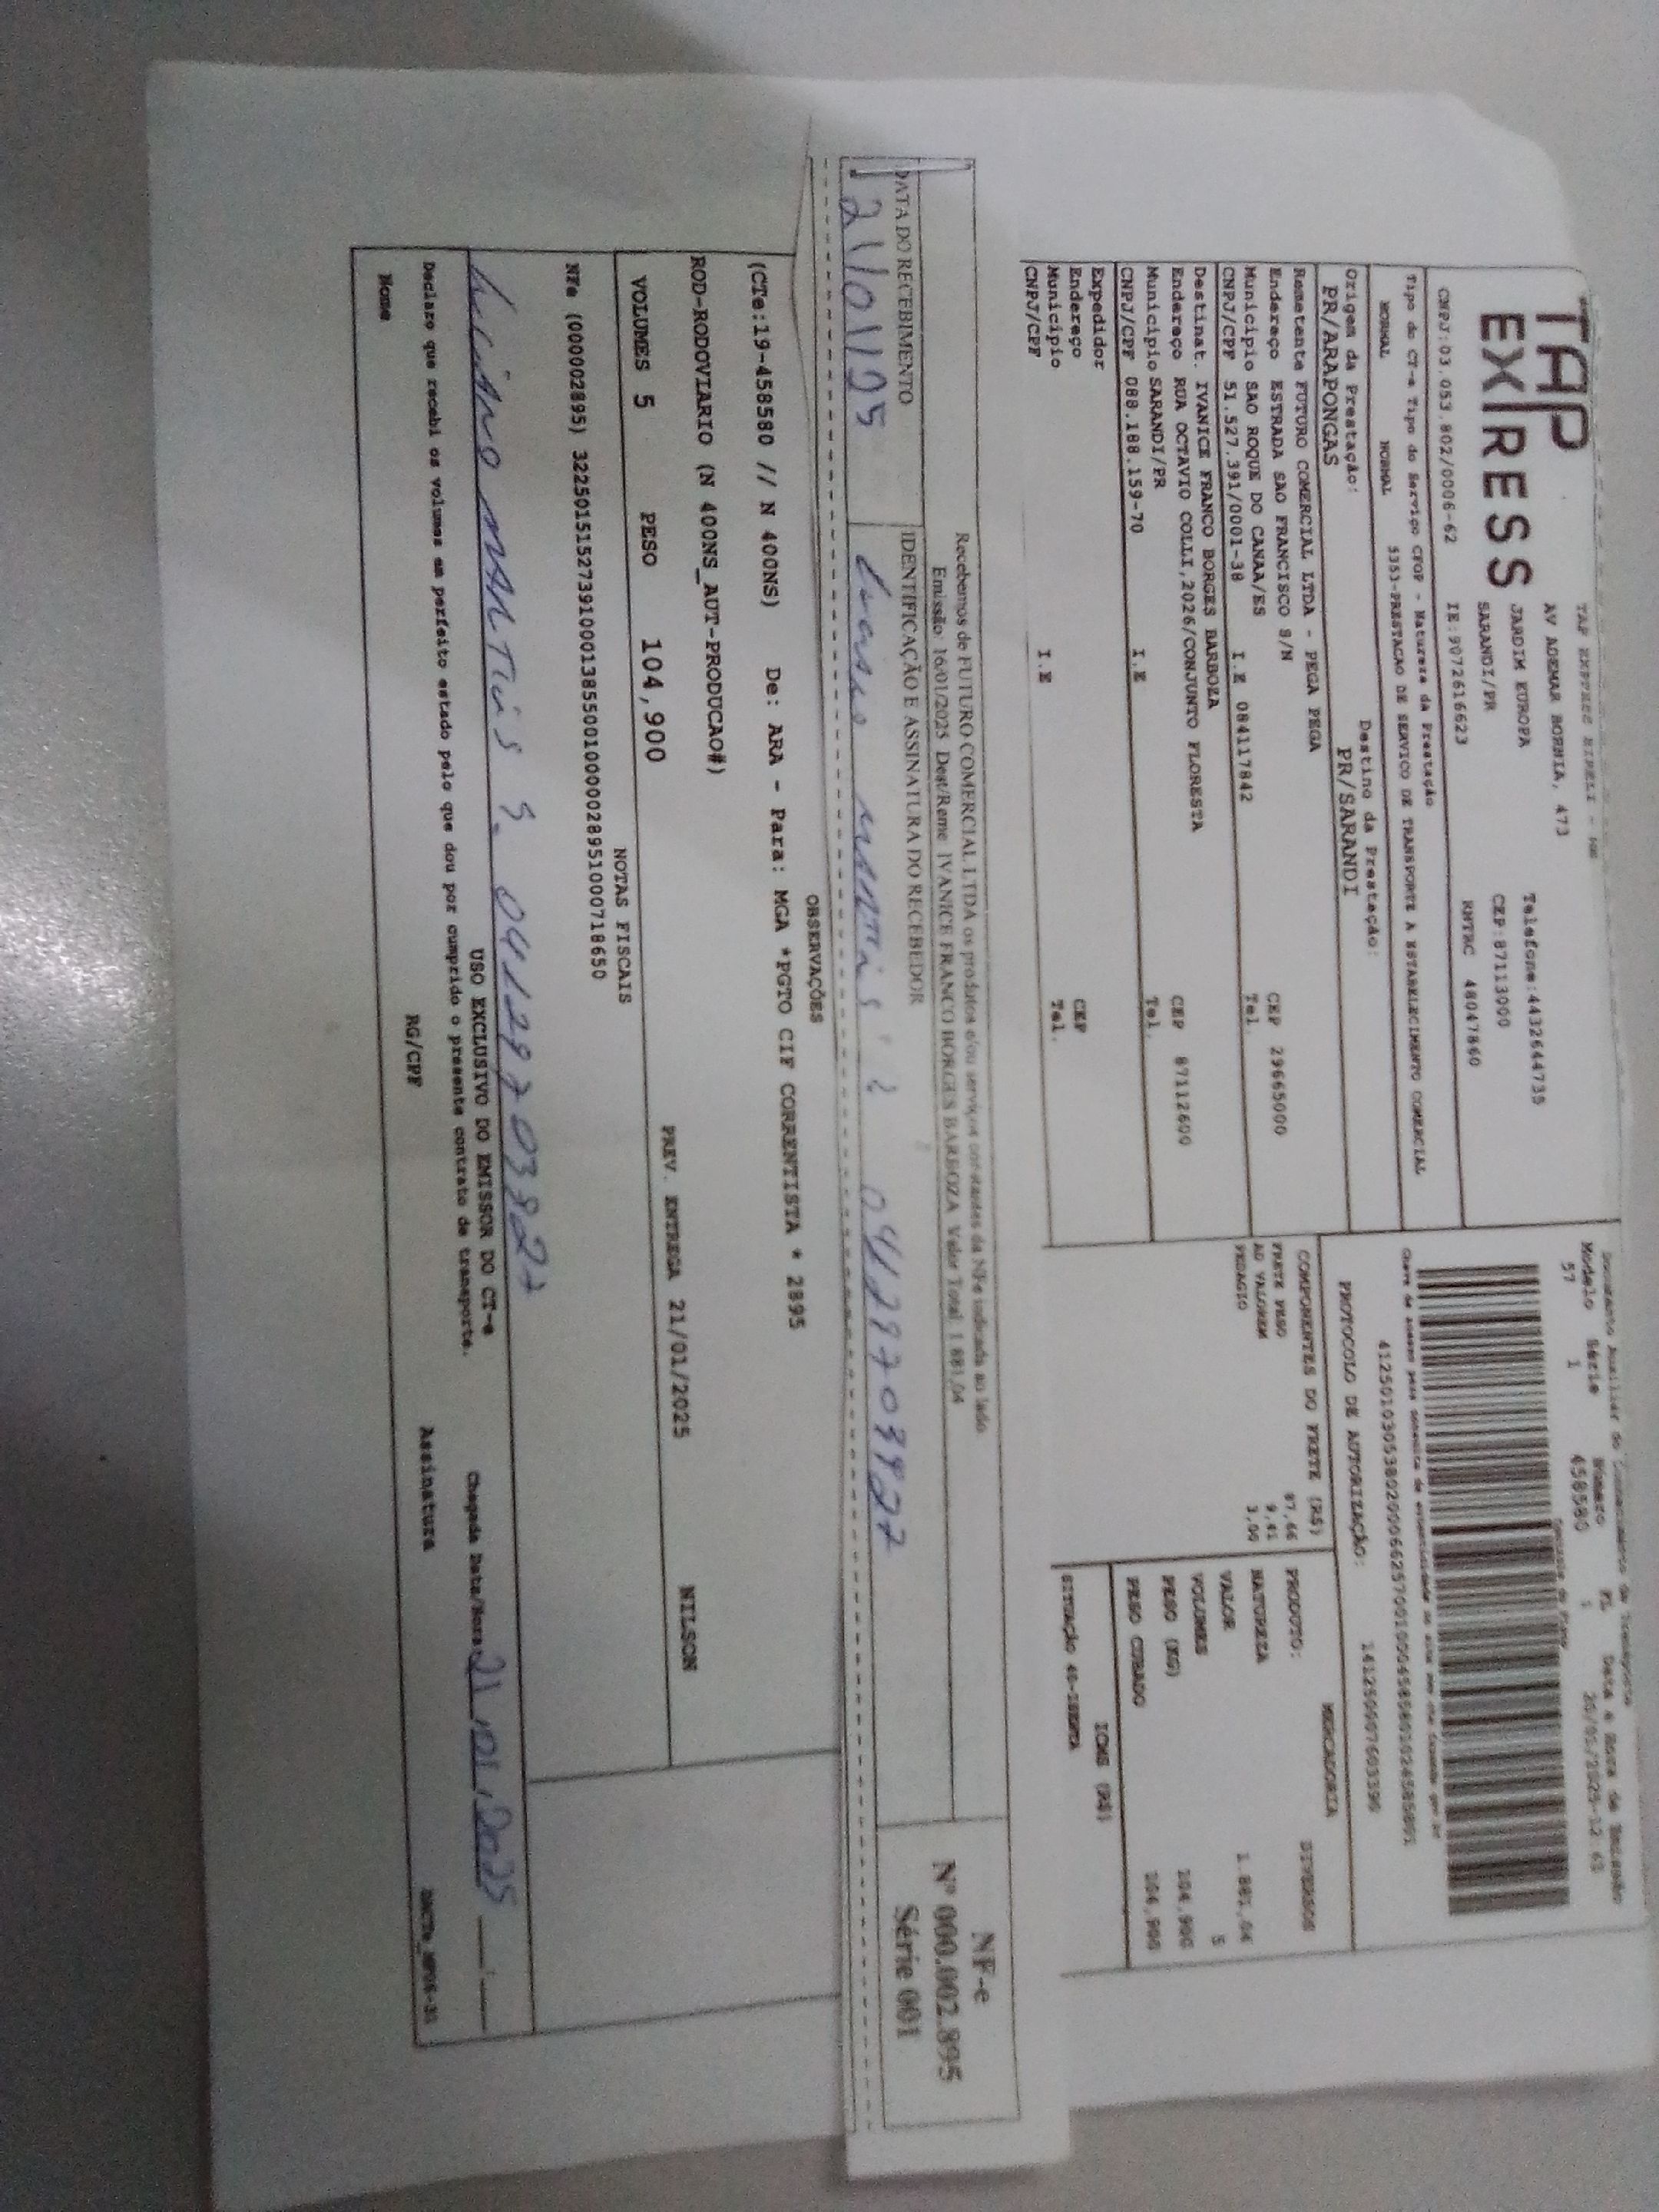 TAP EXPRESS EIRELI - ME
TAP
EXPRESS
AV ADEMAR BORNIA, 473
JARDIM EUROPA
SARANDI/PR
Telefone:4432644735
CEP:87113000
CNPJ:03.053.802/0006-62 IE:9072616623 RNTRC 48047860
Tipo do CT-e Tipo do Serviço CFOP - Natureza da Prestação
NORMAL NORMAL 5353-PRESTACAO DE SERVICO DE TRANSPORTE A ESTABELECIMENTO COMERCIAL
Origem da Prestação: Destino da Prestação:
PR/ARAPONGAS PR/SARANDI
Remetente FUTURO COMERCIAL LTDA - PEGA PEGA
Endereço ESTRADA SAO FRANCISCO S/N CEP 29665000
Municipio SAO ROQUE DO CANAA/ES Tel.
CNPJ/CPF 51.527.391/0001-38 I.E 084117842
Destinat. IVANICE FRANCO BORGES BARBOZA
Endereço RUA OCTAVIO COLLI,2026/CONJUNTO FLORESTA CEP 87112600
Municipio SARANDI/PR Tel.
CNPJ/CPF 088.188.159-70 I.E
Expedidor
Endereço CEP
Municipio Tel.
CNPJ/CPF I.E
Modelo Série Número FL Data e Hora de Emissão
57 1 458580 1
PROTOCOLO DE AUTORIZAÇÃO:
COMPONENTES DO FRETE (R$)
FRETE PESO 87,66
AD VALOREM 9,41
PEDAGIO 3,00
MERCADORIA
PRODUTO: DIVERSOS
NATUREZA
VALOR 1.881,04
VOLUMES 5
PESO (KG) 104,900
PESO CUBADO 104,900
ICMS (R$)
SITUAÇÃO 40-ISENTA
Recebemos de FUTURO COMERCIAL LTDA os produtos e/ou serviços constantes da NFe indicada ao lado
Emissão: 16/01/2025 Dest/Reme: IVANICE FRANCO BORGES BARBOZA Valor Total: 1.881,04
DATA DO RECEBIMENTO IDENTIFICAÇÃO E ASSINATURA DO RECEBEDOR
21/01/25
NF-e
Nº 000.002.895
Série 001
OBSERVAÇÕES
(CTe:19-458580 // N 400NS) De: ARA - Para: MGA *PGTO CIF CORRENTISTA * 2895
ROD-RODOVIARIO (N 400NS_AUT-PRODUCAO#)
VOLUMES 5 PESO 104,900 PREV. ENTREGA 21/01/2025 NILSON
NOTAS FISCAIS
NFe (000002895) 32250151527391000138550010000028951000718650
Luciano Martins
USO EXCLUSIVO DO EMISSOR DO CT-e Chegada Data/Hora: 21 01 2025
Declaro que recebi os volumes em perfeito estado pelo que dou por cumprido o presente contrato de transporte.
Nome RG/CPF Assinatura